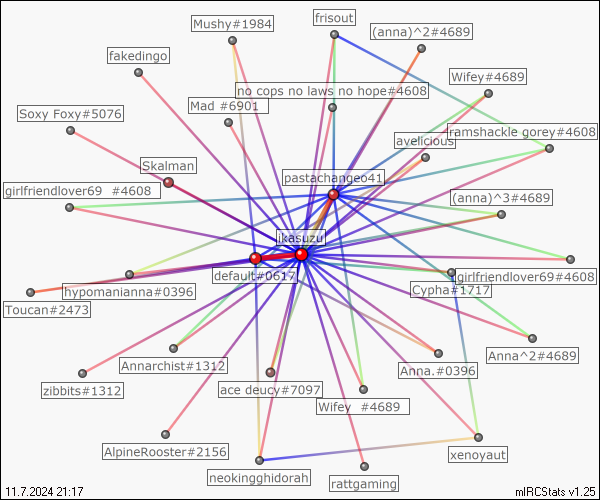 Mushy#1984
frisout
(anna)^2#4689
fakedingo
Wifey#4689
no cops no laws no hope#4608
Mad #6901
Soxy Foxy#5076
ramshackle gorey#4608
avelicious
Skalman
pastachangeo41
girlfriendlover69 #4608
(anna)^3#4689
ikasuzu
default#0617
girlfriendlover69#4608
hypomanianna#0396
Cypha#1717
Toucan#2473
Anna^2#4689
Annarchist#1312
Anna.#0396
zibbits#1312
ace deucy#7097
Wifey #4689
AlpineRooster#2156
xenoyaut
neokingghidorah
rattgaming
11.7.2024 21:17
mIRCStats v1.25